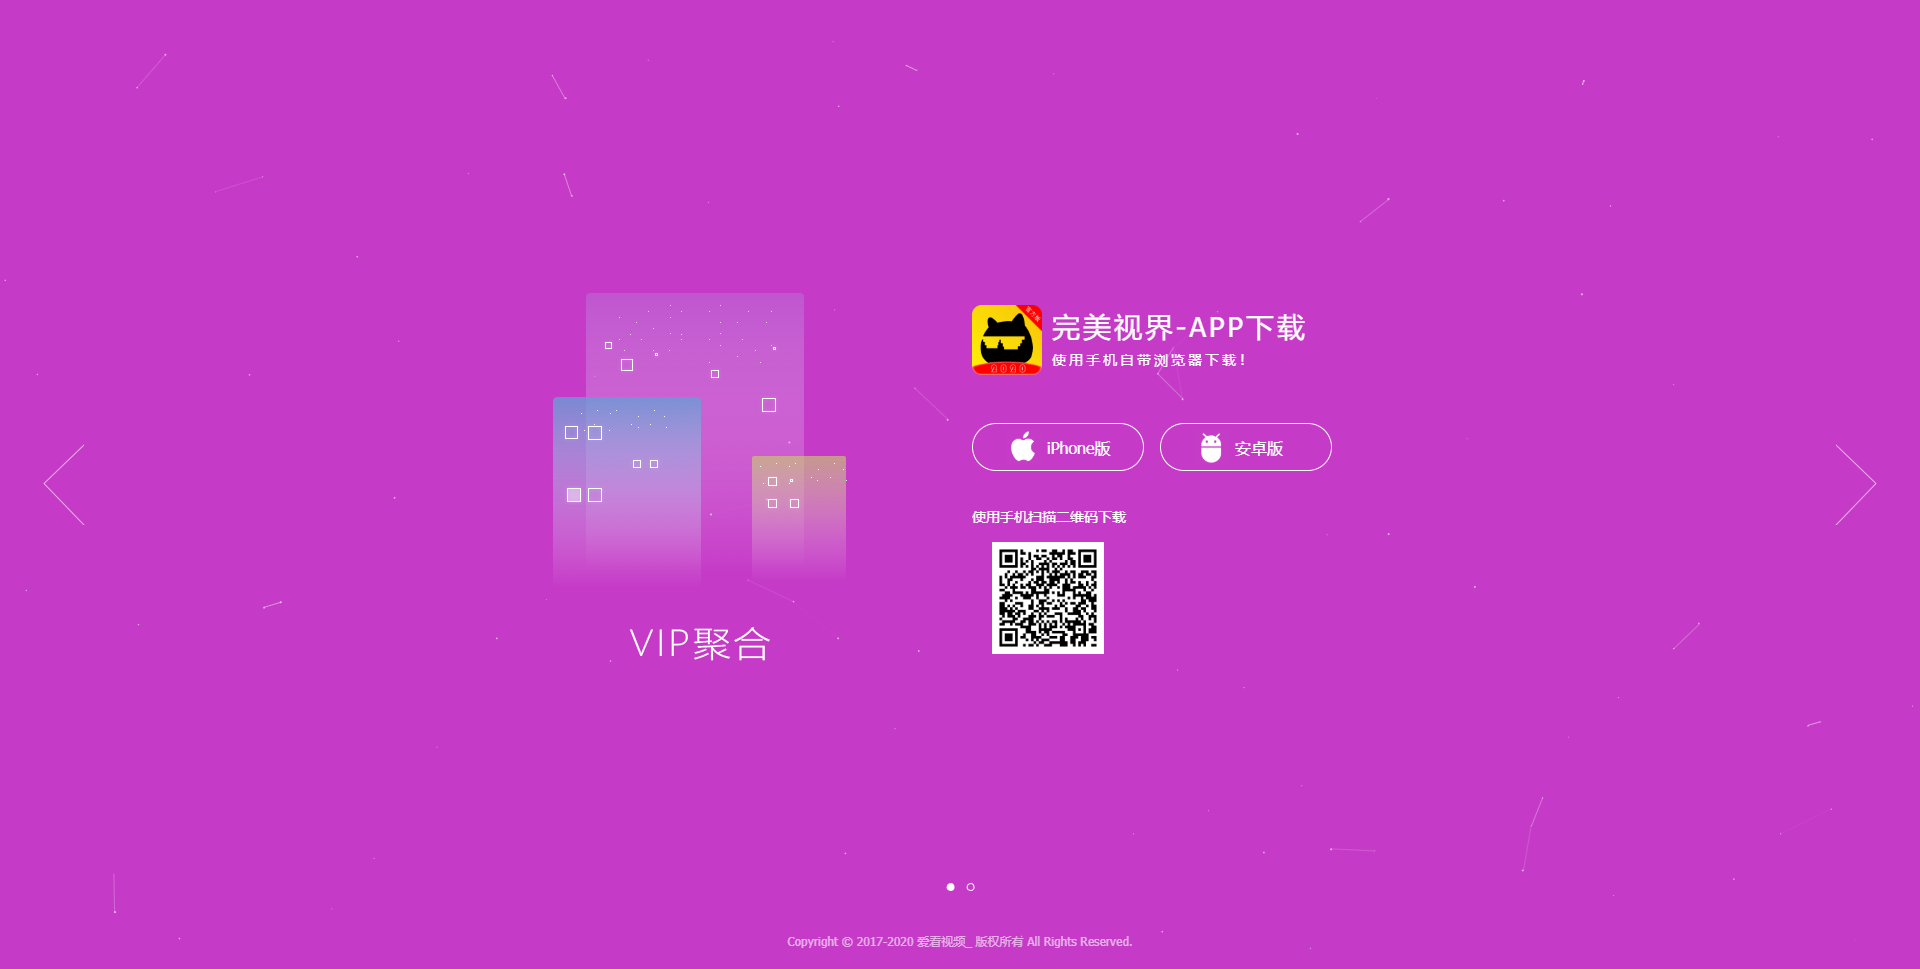 官方版
2020
完美视界-APP下载
使用手机自带浏览器下载！
iPhone版
安卓版
使用手机扫描二维码下载
VIP聚合
Copyright © 2017-2020 爱看视频_ 版权所有 All Rights Reserved.